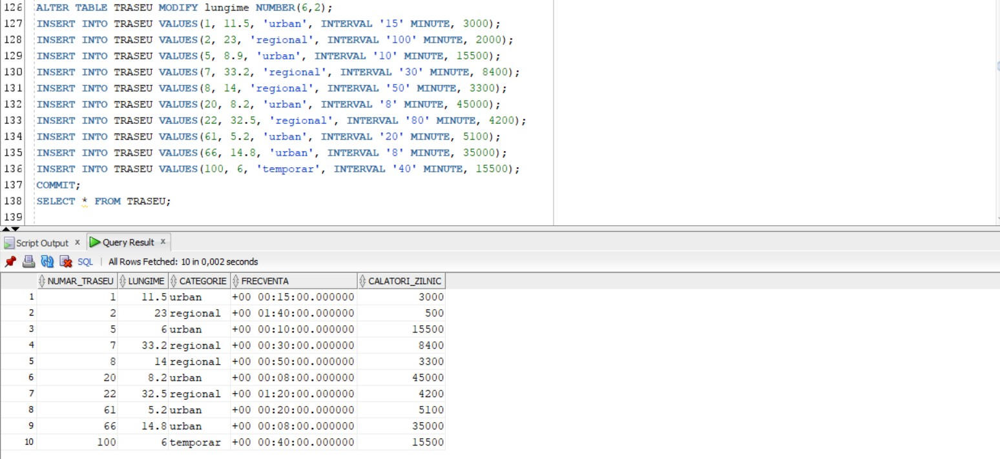 126 ALTER TABLE TRASEU MODIFY lungime NUMBER(6,2);
127 INSERT INTO TRASEU VALUES(1, 11.5, 'urban', INTERVAL '15' MINUTE, 3000);
128 INSERT INTO TRASEU VALUES(2, 23, 'regional', INTERVAL '100' MINUTE, 2000);
129 INSERT INTO TRASEU VALUES(5, 8.9, 'urban', INTERVAL '10' MINUTE, 15500);
130 INSERT INTO TRASEU VALUES(7, 33.2, 'regional', INTERVAL '30' MINUTE, 8400);
131 INSERT INTO TRASEU VALUES(8, 14, 'regional', INTERVAL '50' MINUTE, 3300);
132 INSERT INTO TRASEU VALUES(20, 8.2, 'urban', INTERVAL '8' MINUTE, 45000);
133 INSERT INTO TRASEU VALUES(22, 32.5, 'regional', INTERVAL '80' MINUTE, 4200);
134 INSERT INTO TRASEU VALUES(61, 5.2, 'urban', INTERVAL '20' MINUTE, 5100);
135 INSERT INTO TRASEU VALUES(66, 14.8, 'urban', INTERVAL '8' MINUTE, 35000);
136 INSERT INTO TRASEU VALUES(100, 6, 'temporar', INTERVAL '40' MINUTE, 15500);
137 COMMIT;
138 SELECT * FROM TRASEU;
139
Script Output x Query Result x
SQL | All Rows Fetched: 10 in 0,002 seconds
NUMAR_TRASEU LUNGIME CATEGORIE FRECVENTA CALATORI_ZILNIC
1 1 11.5 urban +00 00:15:00.000000 3000
2 2 23 regional +00 01:40:00.000000 500
3 5 6 urban +00 00:10:00.000000 15500
4 7 33.2 regional +00 00:30:00.000000 8400
5 8 14 regional +00 00:50:00.000000 3300
6 20 8.2 urban +00 00:08:00.000000 45000
7 22 32.5 regional +00 01:20:00.000000 4200
8 61 5.2 urban +00 00:20:00.000000 5100
9 66 14.8 urban +00 00:08:00.000000 35000
10 100 6 temporar +00 00:40:00.000000 15500